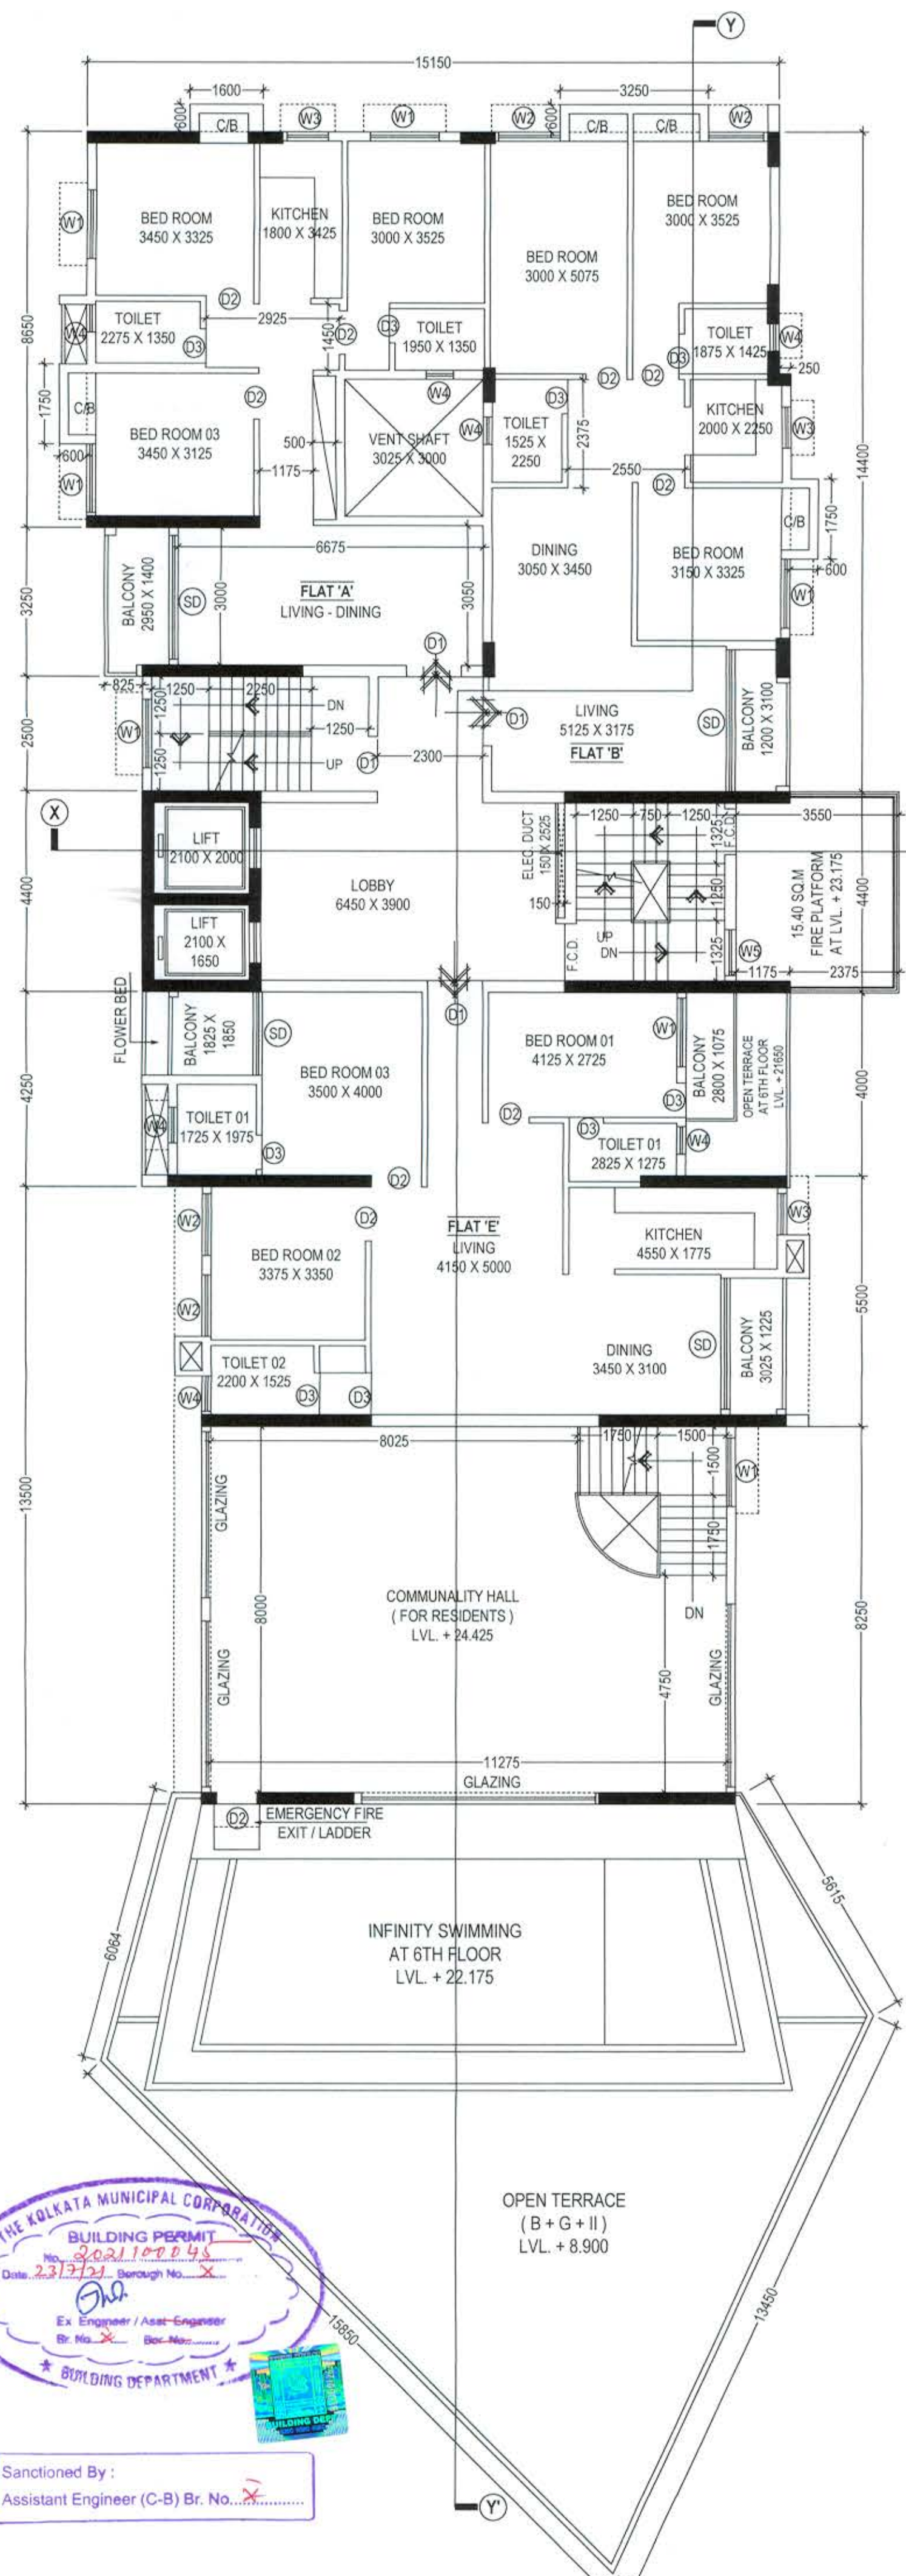 Y
15150
1600
3250
600
C/B
W3
W1
W2
600
C/B
C/B
W2
W1
BED ROOM
3450 X 3325
KITCHEN
1800 X 3425
BED ROOM
3000 X 3525
BED ROOM
3000 X 5075
BED ROOM
3000 X 3525
8650
D2
2925
1450
D2
D3
W4
TOILET
2275 X 1350
D3
TOILET
1950 X 1350
TOILET
1875 X 1425
D3
W4
250
1750
C/B
600
W1
BED ROOM 03
3450 X 3125
D2
500
1175
W4
VENT SHAFT
3025 X 3000
W4
TOILET
1525 X
2250
D3
2375
D2
D2
KITCHEN
2000 X 2250
W3
2550
D2
14400
C/B
1750
600
W1
3250
BALCONY
2950 X 1400
SD
6675
3000
3050
FLAT 'A'
LIVING - DINING
DINING
3050 X 3450
BED ROOM
3150 X 3325
D1
825
1250
2250
W1
1250
1250
DN
1250
UP
D1
2300
D1
2500
LIVING
5125 X 3175
FLAT 'B'
SD
BALCONY
1200 X 3100
X
LIFT
2100 X 2000
LOBBY
6450 X 3900
ELEC. DUCT
150 X 2525
150
F.C.D.
1250
750
1250
1325
1250
1325
UP
DN
F.C.D.
W5
3550
15.40 SQ.M
FIRE PLATFORM
AT LVL. + 23.175
4400
1175
2375
4400
LIFT
2100 X
1650
D1
FLOWER BED
BALCONY
1825 X
1850
SD
BED ROOM 03
3500 X 4000
BED ROOM 01
4125 X 2725
W1
BALCONY
2800 X 1075
OPEN TERRACE
AT 6TH FLOOR
LVL. + 21650
4000
4250
W4
TOILET 01
1725 X 1975
D3
D2
D2
D3
D3
TOILET 01
2825 X 1275
W4
W2
BED ROOM 02
3375 X 3350
D2
FLAT 'E'
LIVING
4150 X 5000
KITCHEN
4550 X 1775
W3
5500
W2
TOILET 02
2200 X 1525
W4
D3
D3
DINING
3450 X 3100
SD
BALCONY
3025 X 1225
13500
8025
1750
1500
1500
W1
1750
GLAZING
8000
COMMUNALITY HALL
( FOR RESIDENTS )
LVL. + 24.425
DN
8250
GLAZING
4750
GLAZING
11275
GLAZING
D2
EMERGENCY FIRE
EXIT / LADDER
6064
5615
INFINITY SWIMMING
AT 6TH FLOOR
LVL. + 22.175
OPEN TERRACE
( B + G + II )
LVL. + 8.900
15850
13450
THE KOLKATA MUNICIPAL CORPORATION
BUILDING PERMIT
No. 2021100045
Date. 23/7/21 Borough No. X
Ex Engineer / Asst Engineer
Br. No. X Bor No.
★ BUILDING DEPARTMENT ★
BUILDING DEP
Sanctioned By :
Assistant Engineer (C-B) Br. No. X
Y'